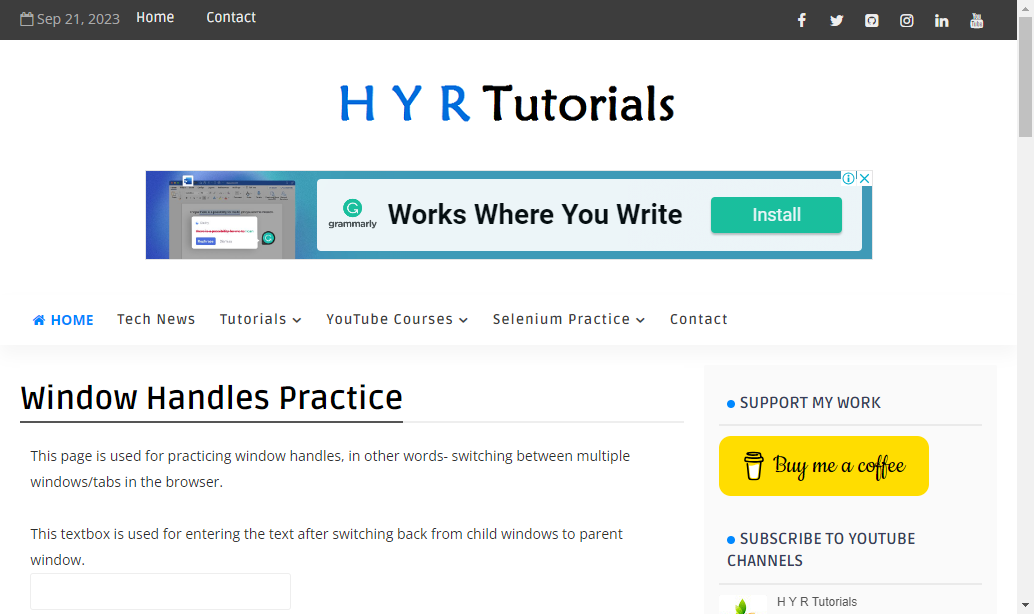 Sep 21, 2023 Home Contact
H Y R Tutorials
grammarly
Works Where You Write
Install
HOME Tech News Tutorials YouTube Courses Selenium Practice Contact
Window Handles Practice
This page is used for practicing window handles, in other words- switching between multiple
windows/tabs in the browser.
This textbox is used for entering the text after switching back from child windows to parent
window.
SUPPORT MY WORK
Buy me a coffee
SUBSCRIBE TO YOUTUBE
CHANNELS
H Y R Tutorials